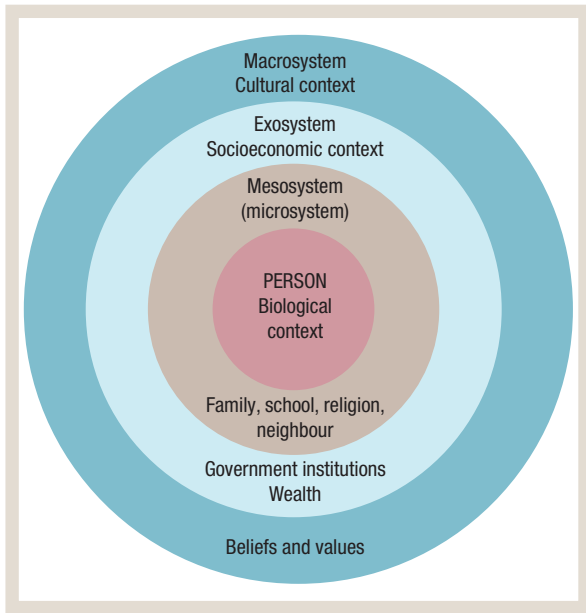 Macrosystem
Cultural context
Exosystem
Socioeconomic context
Mesosystem
(microsystem)
PERSON
Biological
context
Family, school, religion,
neighbour
Government institutions
Wealth
Beliefs and values